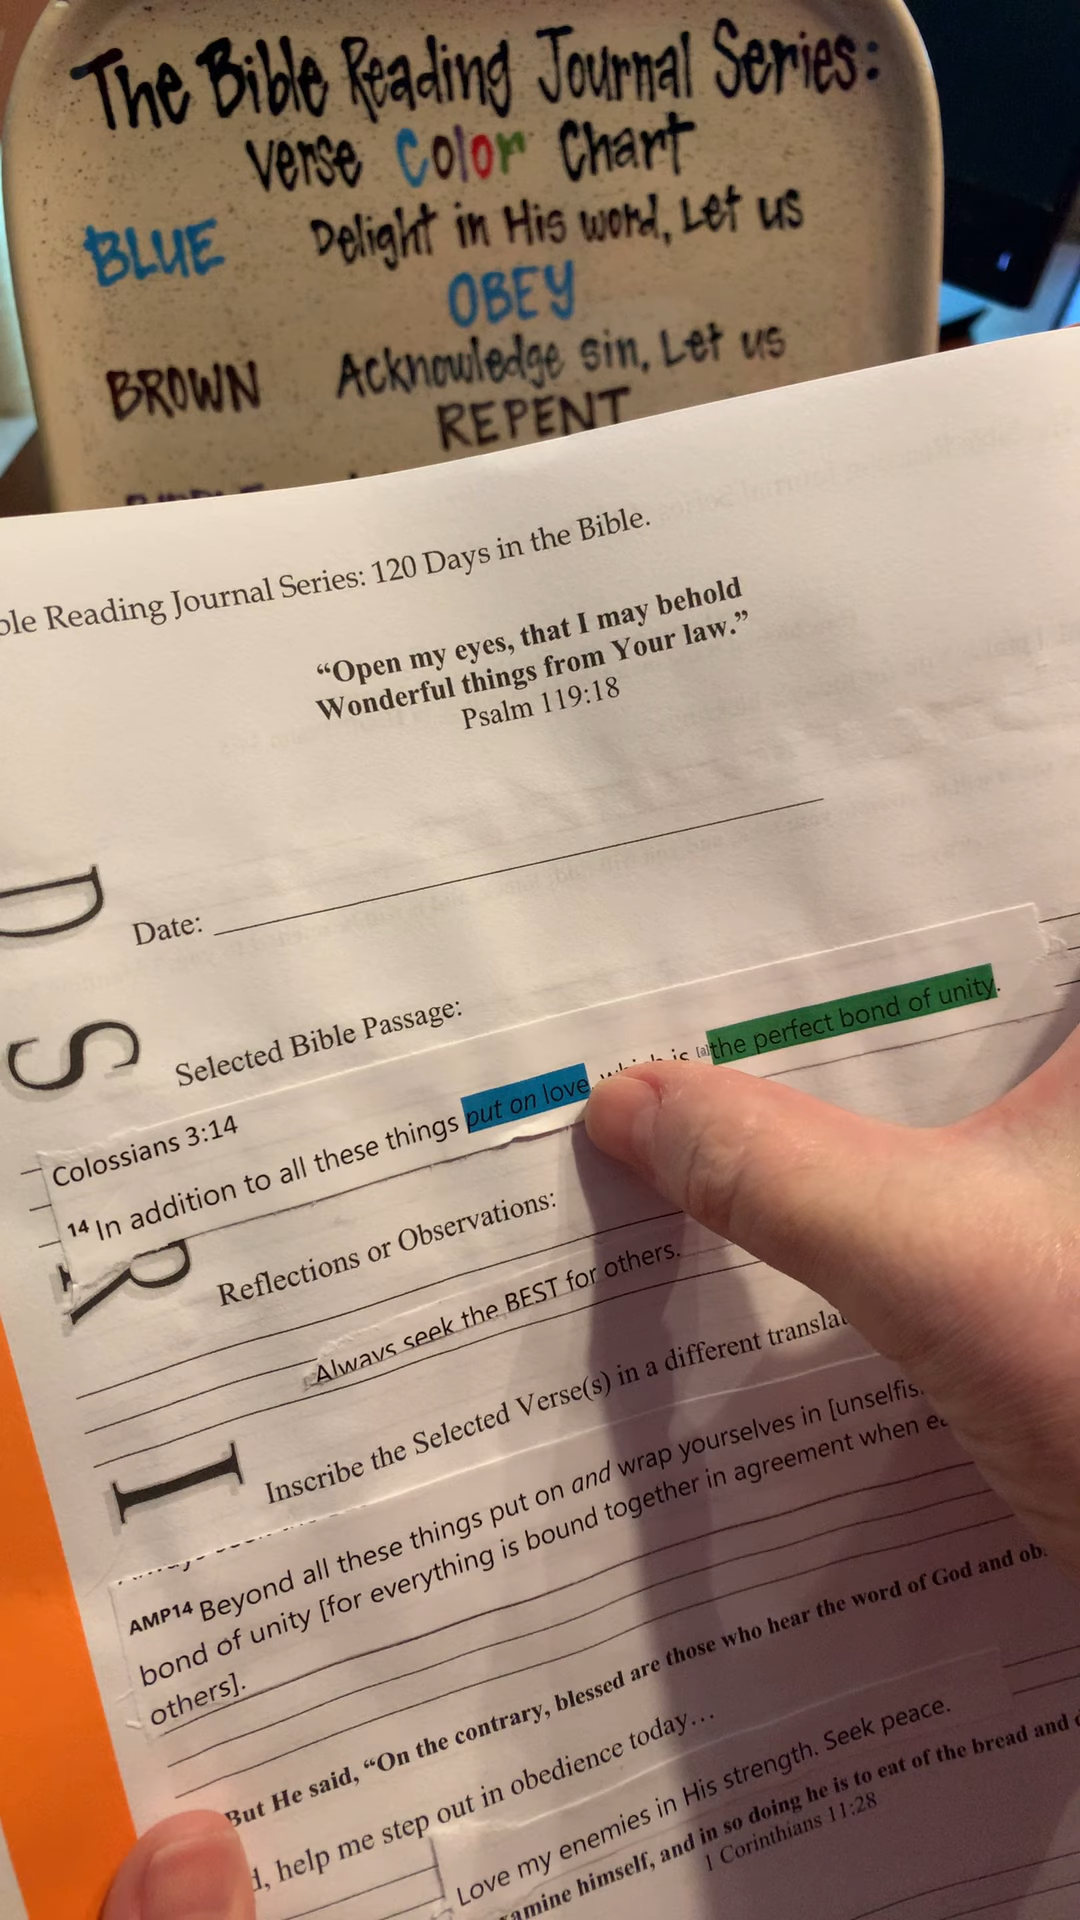 The Bible Reading Journal Series:
Verse Color Chart
BLUE Delight in His word, Let us
OBEY
BROWN Acknowledge sin, Let us
REPENT
Reading Journal Series: 120 Days in the Bible.
“Open my eyes, that I may behold
Wonderful things from Your law.”
Psalm 119:18
D
Date:
S
Selected Bible Passage:
Colossians 3:14
14 In addition to all these things put on love, which is [a]the perfect bond of unity.
R
Reflections or Observations:
Always seek the BEST for others.
I
Inscribe the Selected Verse(s) in a different
AMP14 Beyond all these things put on and wrap yourselves in
bond of unity [for everything is bound together in agreement when
others].
But He said, “On the contrary, blessed are those who hear the word of God and
help me step out in obedience today…
Love my enemies in His strength. Seek peace.
himself, and in so doing he is to eat of the bread and
1 Corinthians 11:28